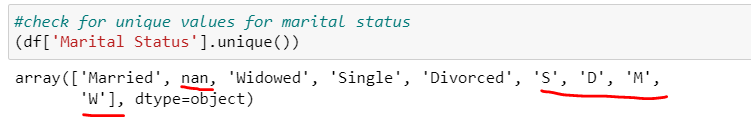 #check for unique values for marital status
(df['Marital Status'].unique())
array(['Married', nan, 'Widowed', 'Single', 'Divorced', 'S', 'D', 'M',
'W'], dtype=object)